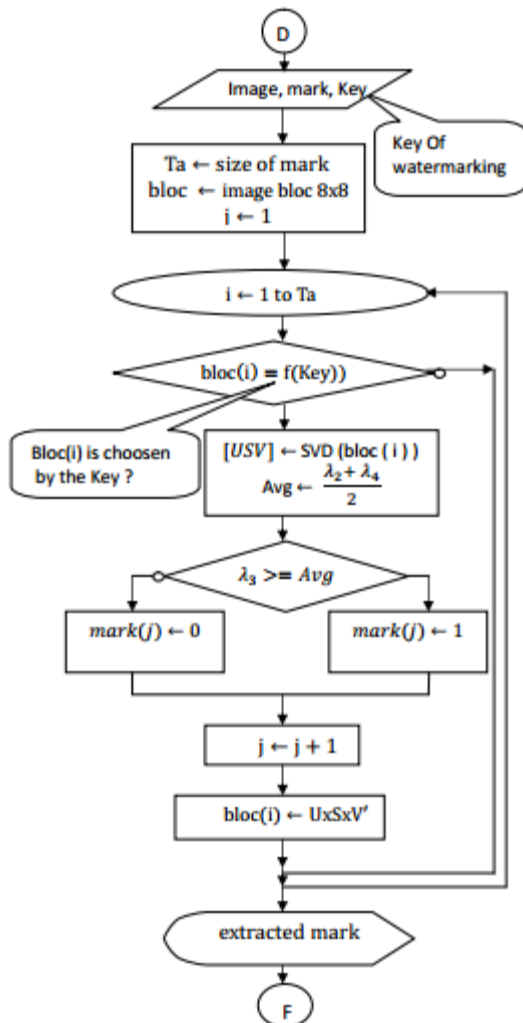 D
Image, mark, Key
Key Of
watermarking
Ta ← size of mark
bloc ← image bloc 8x8
j ← 1
i ← 1 to Ta
bloc(i) = f(Key))
Bloc(i) is choosen
by the Key ?
[USV] ← SVD (bloc ( i ) )
Avg ← (λ₂+ λ₄)/2
λ₃ >= Avg
mark(j) ← 0
mark(j) ← 1
j ← j + 1
bloc(i) ← UxSxV′
extracted mark
F